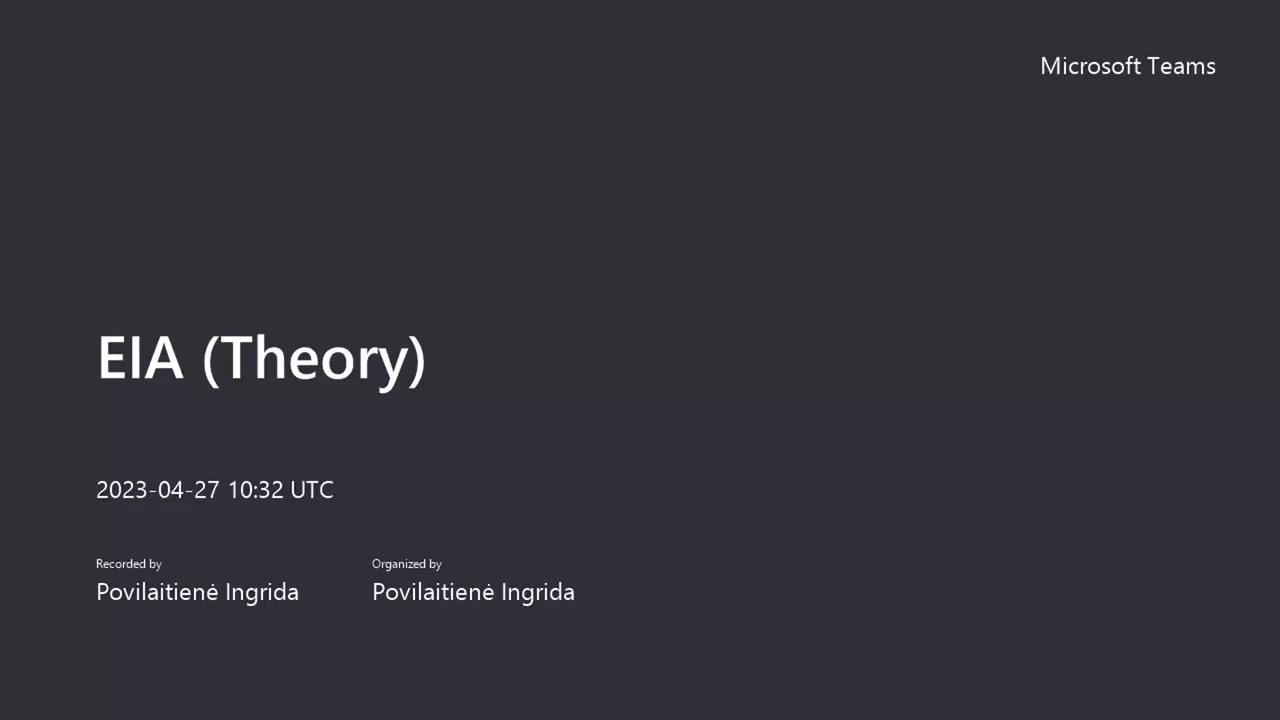 Microsoft Teams
EIA (Theory)
2023-04-27 10:32 UTC
Recorded by
Povilaitienė Ingrida
Organized by
Povilaitienė Ingrida